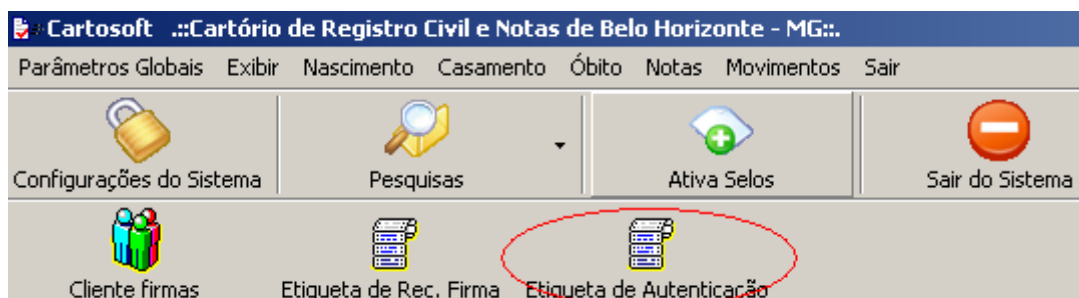 Cartosoft .::Cartório de Registro Civil e Notas de Belo Horizonte - MG::.
Parâmetros Globais Exibir Nascimento Casamento Óbito Notas Movimentos Sair
Configurações do Sistema Pesquisas Ativa Selos Sair do Sistema
Cliente firmas Etiqueta de Rec. Firma Etiqueta de Autenticação